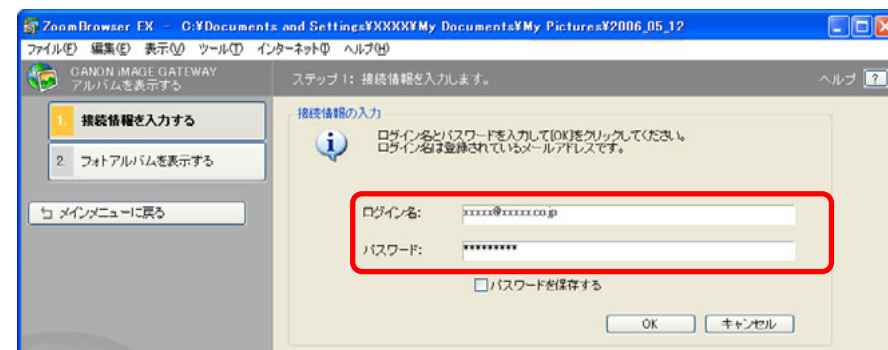 ZoomBrowser EX - G:¥Documents and Settings¥XXXX¥My Documents¥My Pictures¥2006_05_12
ファイル(F) 編集(E) 表示(V) ツール(T) インターネット(I) ヘルプ(H)
CANON iMAGE GATEWAY
アルバムを表示する
ステップ 1: 接続情報を入力します。
ヘルプ ?
1. 接続情報を入力する
2. フォトアルバムを表示する
メインメニューに戻る
接続情報の入力
ログイン名とパスワードを入力して[OK]をクリックしてください。
ログイン名は登録されているメールアドレスです。
ログイン名: xxxxx@xxxxx.co.jp
パスワード: *********
パスワードを保存する
OK キャンセル